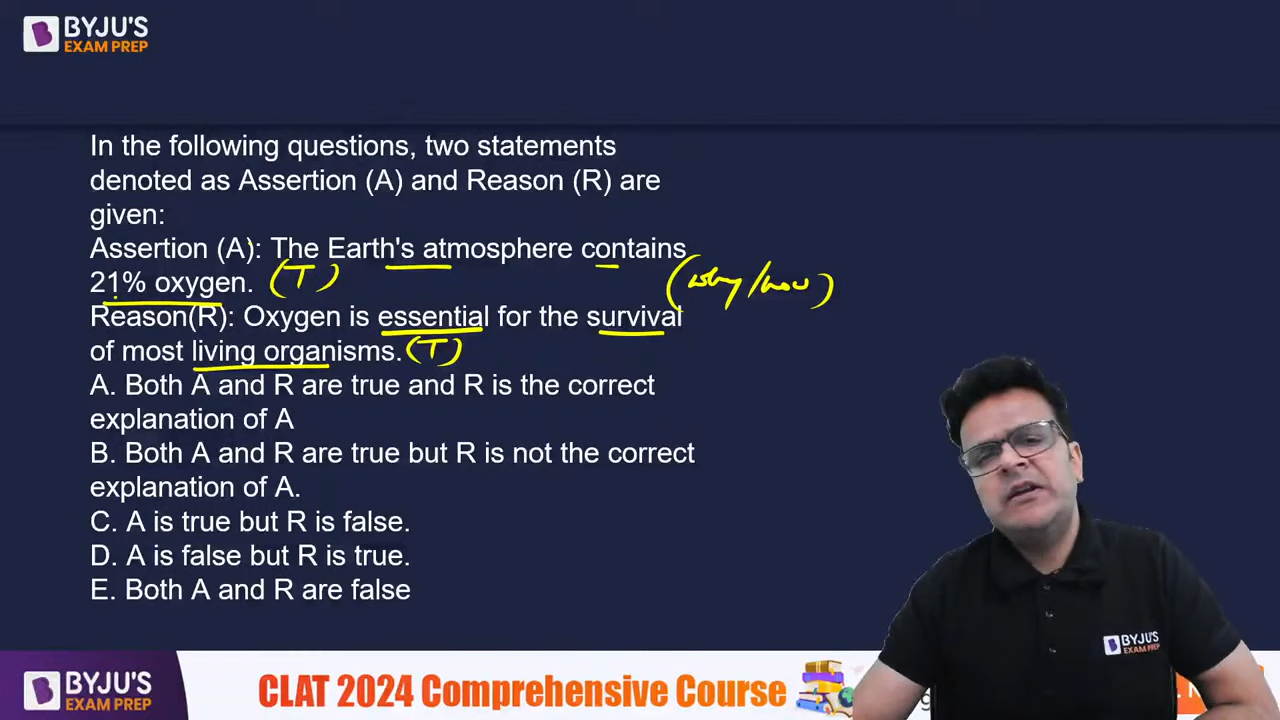 BYJU'S
EXAM PREP
In the following questions, two statements
denoted as Assertion (A) and Reason (R) are
given:
Assertion (A): The Earth's atmosphere contains
21% oxygen. (T)
(why/how)
Reason(R): Oxygen is essential for the survival
of most living organisms. (T)
A. Both A and R are true and R is the correct
explanation of A
B. Both A and R are true but R is not the correct
explanation of A.
C. A is true but R is false.
D. A is false but R is true.
E. Both A and R are false
BYJU'S
EXAM PREP
BYJU'S
EXAM PREP
CLAT 2024 Comprehensive Course